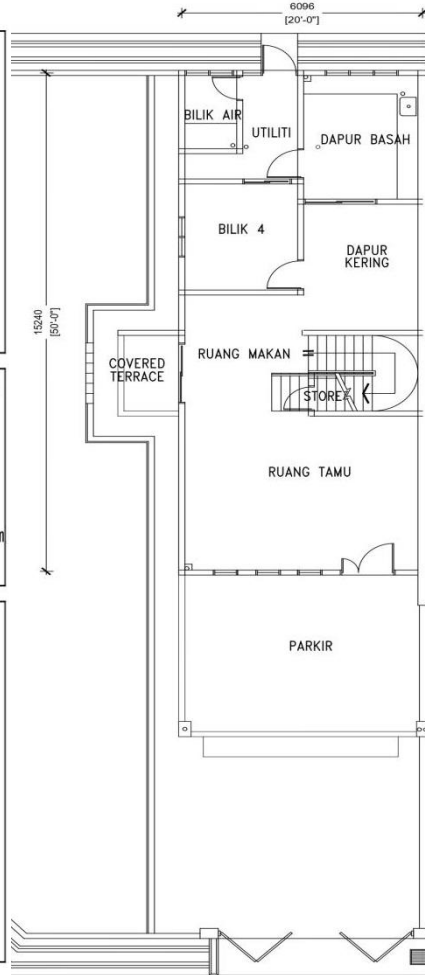 6096
[20'-0"]
BILIK AIR
UTILITI
DAPUR BASAH
BILIK 4
DAPUR
KERING
15240
[50'-0"]
COVERED
TERRACE
RUANG MAKAN
STORE
RUANG TAMU
PARKIR